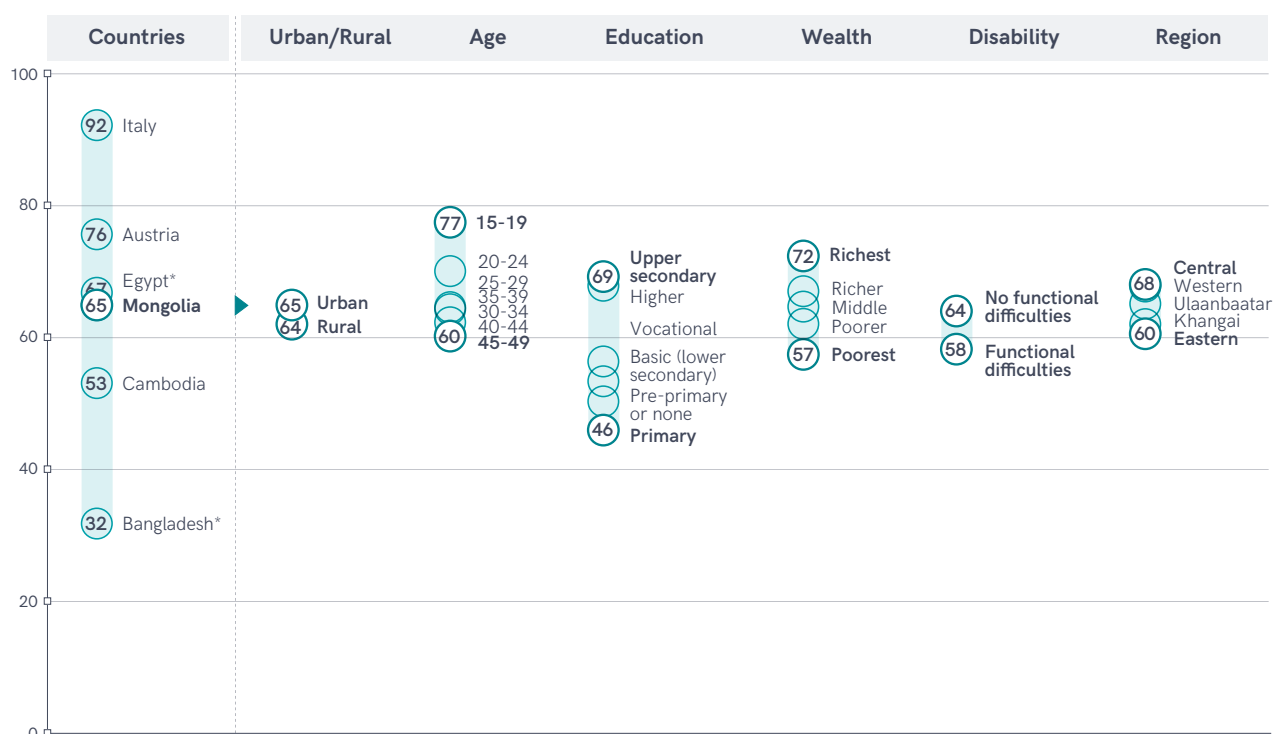 Countries
Urban/Rural
Age
Education
Wealth
Disability
Region
100
80
60
40
20
0
92 Italy
76 Austria
67 Egypt*
65 Mongolia
53 Cambodia
32 Bangladesh*
65 Urban
64 Rural
77 15-19
20-24
25-29
35-39
30-34
40-44
60 45-49
69 Upper
secondary
Higher
Vocational
Basic (lower
secondary)
Pre-primary
or none
46 Primary
72 Richest
Richer
Middle
Poorer
57 Poorest
64 No functional
difficulties
58 Functional
difficulties
68 Central
Western
Ulaanbaatar
Khangai
60 Eastern